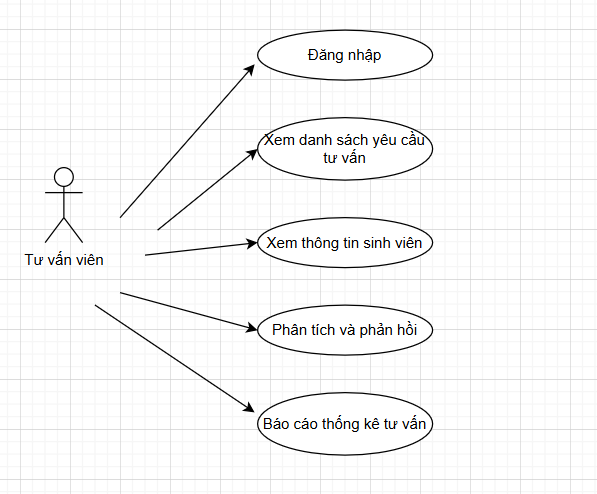 Đăng nhập
Xem danh sách yêu cầu
tư vấn
Tư vấn viên
Xem thông tin sinh viên
Phân tích và phản hồi
Báo cáo thống kê tư vấn